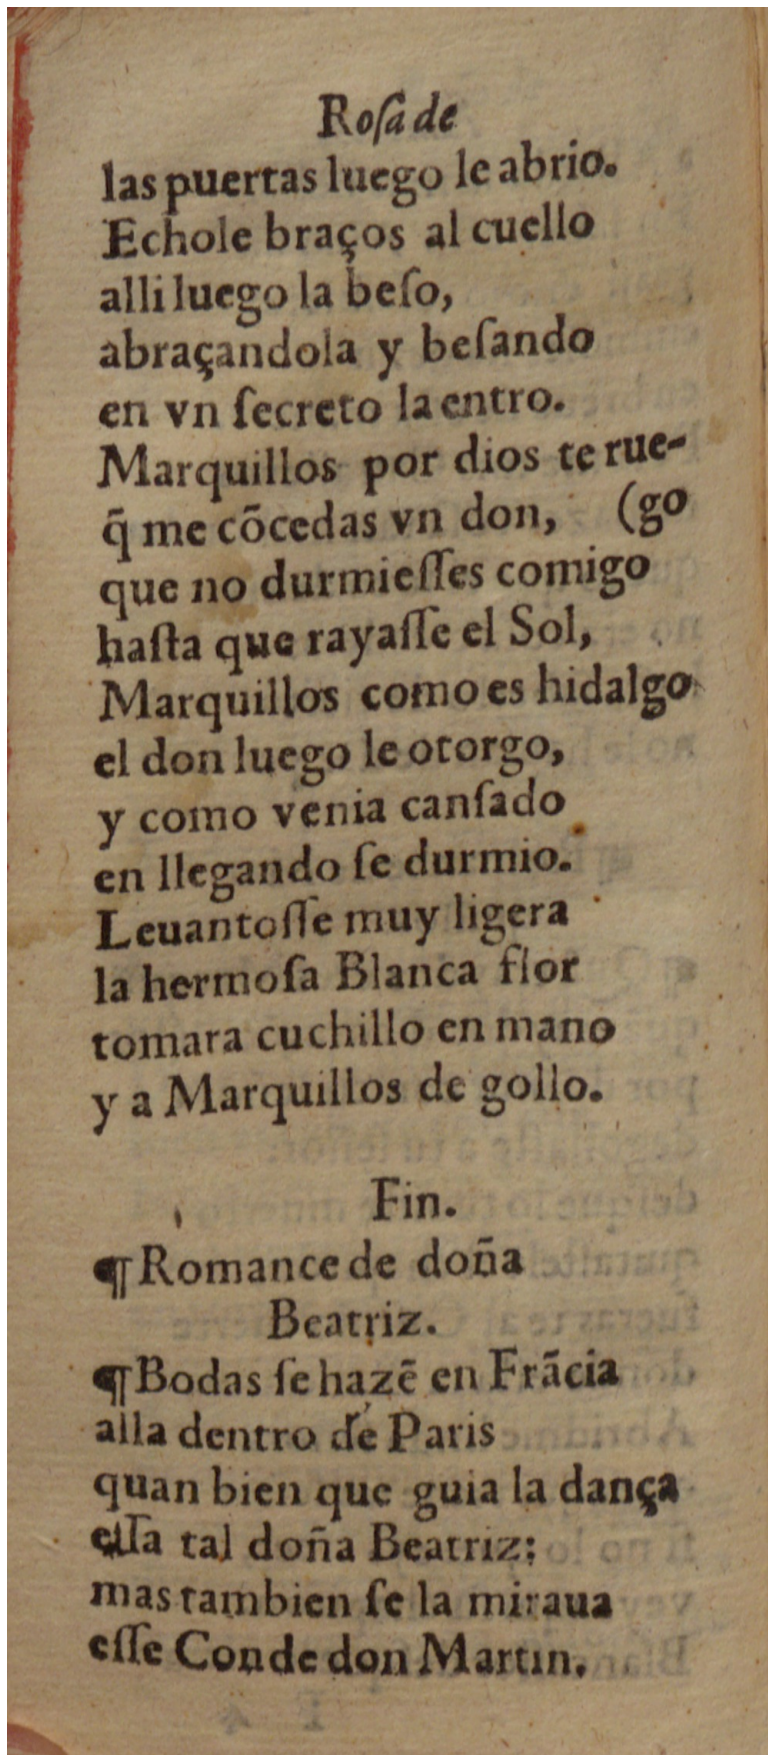 Roſa de
las puertas luego le abrio.
Echole braços al cuello
alli luego la beſo,
abraçandola y beſando
en vn ſecreto la entro.
Marquillos por dios te rue-
q̄ me cõcedas vn don, (go
que no durmieſſes comigo
haſta que rayaſſe el Sol,
Marquillos como es hidalgo
el don luego le otorgo,
y como venia canſado
en llegando ſe durmio.
Leuantoſſe muy ligera
la hermoſa Blanca flor
tomara cuchillo en mano
y a Marquillos de gollo.
Fin.
¶ Romance de doña
Beatriz.
¶ Bodas ſe hazẽ en Frãcia
alla dentro de Paris
quan bien que guia la dança
eſſa tal doña Beatriz:
mas tambien ſe la miraua
eſſe Conde don Martin.